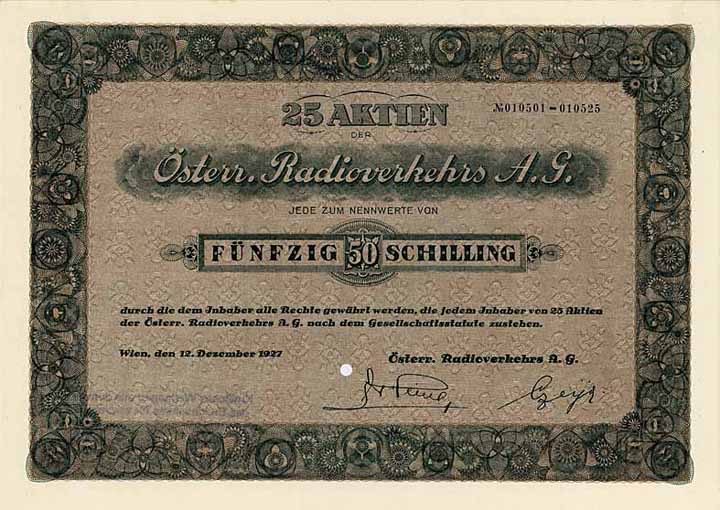 25 AKTIEN
№010501-010525
DER
Österr. Radioverkehrs A.G.
JEDE ZUM NENNWERTE VON
FÜNFZIG 50 SCHILLING
durch die dem Inhaber alle Rechte gewährt werden, die jedem Inhaber von 25 Aktien
der Österr. Radioverkehrs A.G. nach dem Gesellschaftsstatute zustehen.
Wien, den 12. Dezember 1927
Österr. Radioverkehrs A.G.